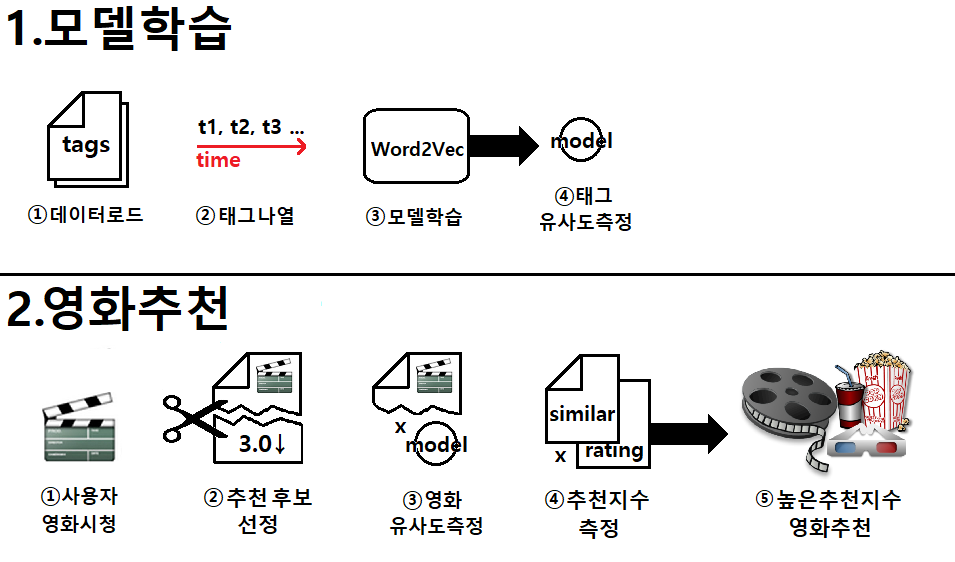 1.모델학습
tags
t1, t2, t3 ...
time
Word2Vec
model
①데이터로드
②태그나열
③모델학습
④태그
유사도측정
2.영화추천
3.0↓
x
model
similar
x
rating
①사용자
영화시청
②추천 후보
선정
③영화
유사도측정
④추천지수
측정
⑤높은추천지수
영화추천